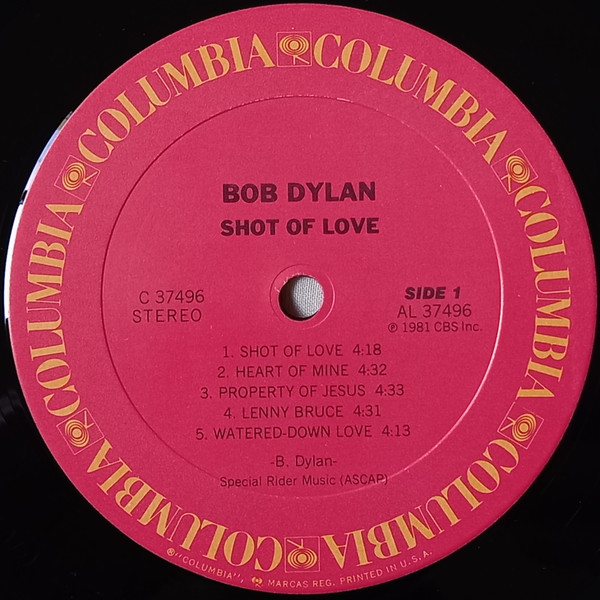 COLUMBIA COLUMBIA COLUMBIA COLUMBIA COLUMBIA COLUMBIA COLUMBIA
BOB DYLAN
SHOT OF LOVE
C 37496
STEREO
SIDE 1
AL 37496
℗ 1981 CBS Inc.
1. SHOT OF LOVE 4:18
2. HEART OF MINE 4:32
3. PROPERTY OF JESUS 4:33
4. LENNY BRUCE 4:31
5. WATERED-DOWN LOVE 4:13
-B. Dylan-
Special Rider Music (ASCAP)
®"COLUMBIA", MARCAS REG. PRINTED IN U.S.A.